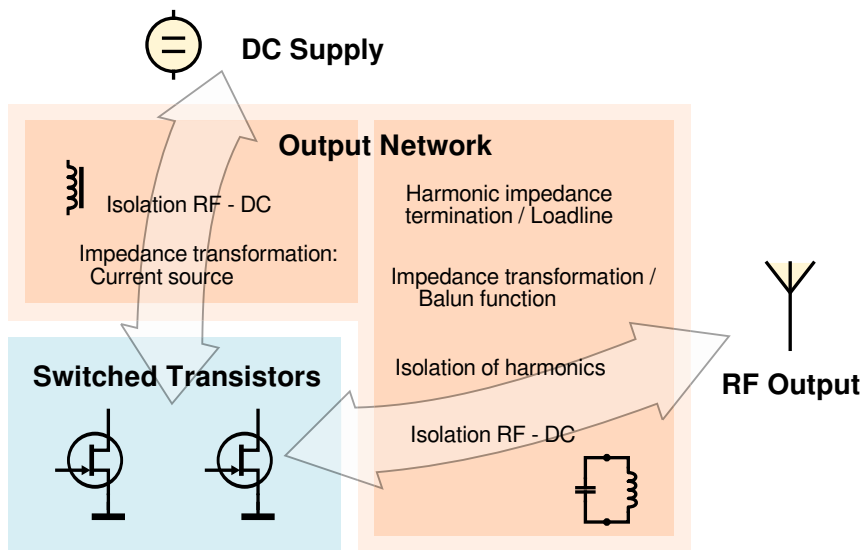 DC Supply
Output Network
Isolation RF - DC
Impedance transformation:
Current source
Harmonic impedance
termination / Loadline
Impedance transformation /
Balun function
Isolation of harmonics
Isolation RF - DC
Switched Transistors
RF Output